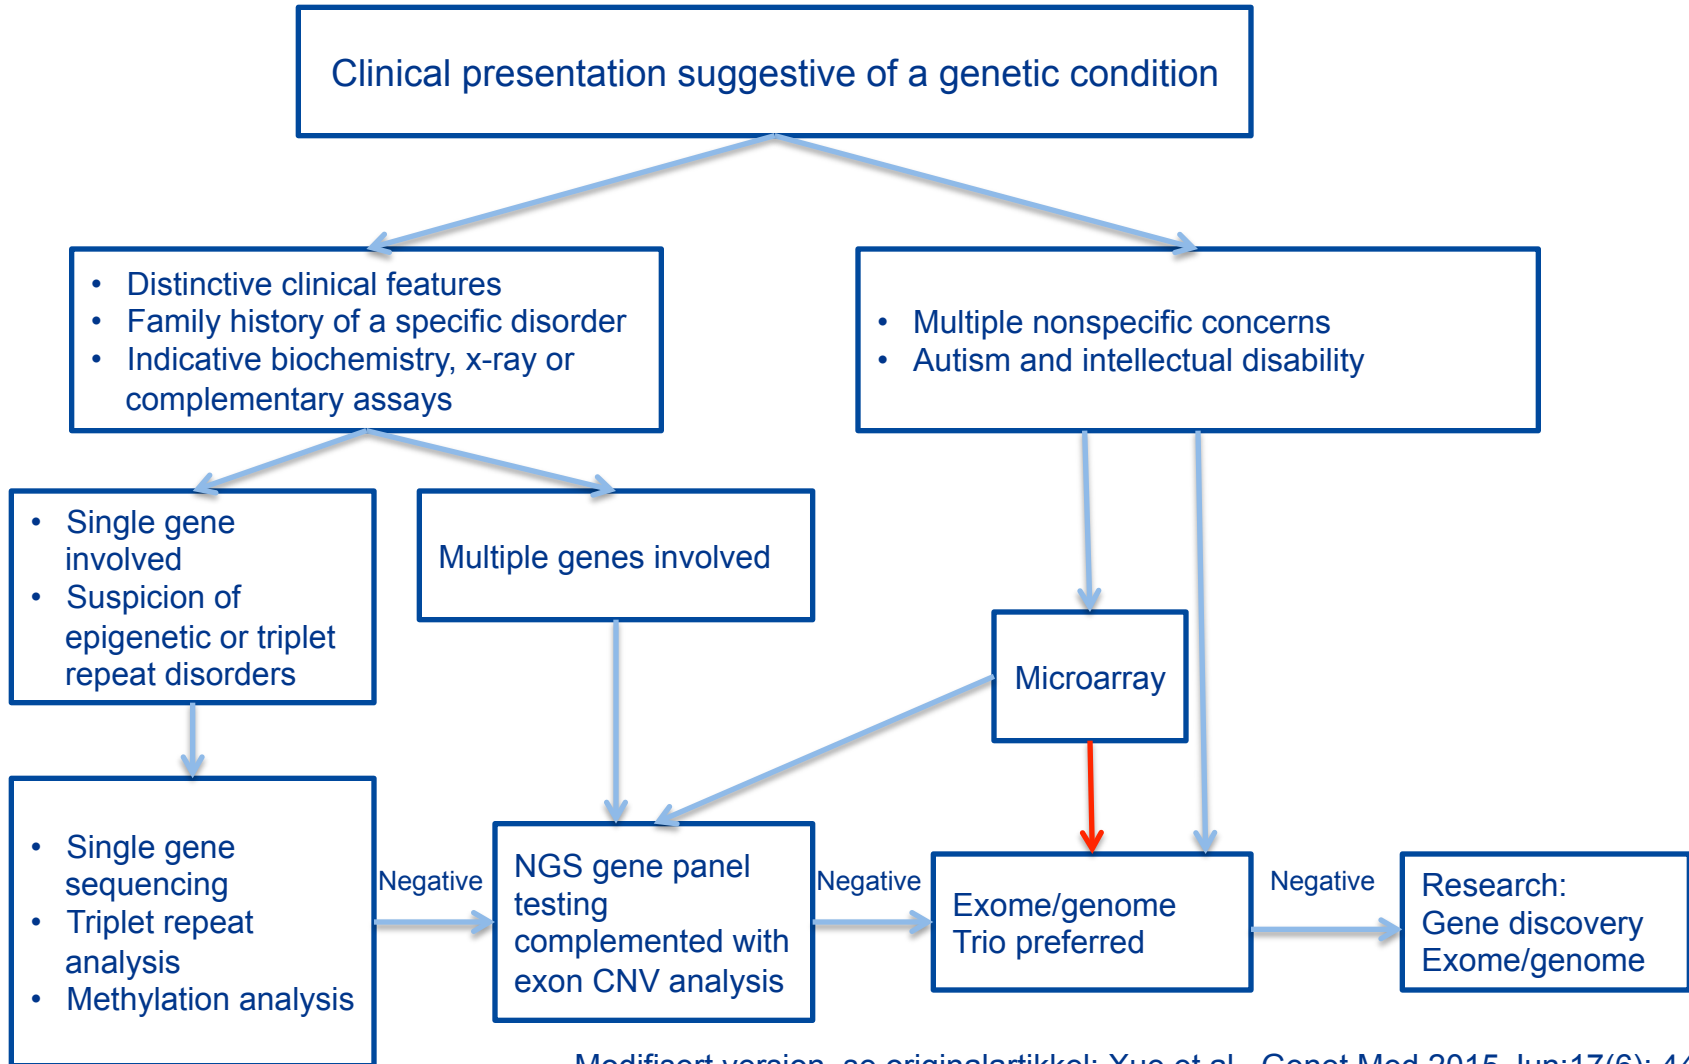 Clinical presentation suggestive of a genetic condition
• Distinctive clinical features
• Family history of a specific disorder
• Indicative biochemistry, x-ray or
complementary assays
• Multiple nonspecific concerns
• Autism and intellectual disability
• Single gene
involved
• Suspicion of
epigenetic or triplet
repeat disorders
Multiple genes involved
Microarray
• Single gene
sequencing
• Triplet repeat
analysis
• Methylation analysis
Negative
NGS gene panel
testing
complemented with
exon CNV analysis
Negative
Exome/genome
Trio preferred
Negative
Research:
Gene discovery
Exome/genome